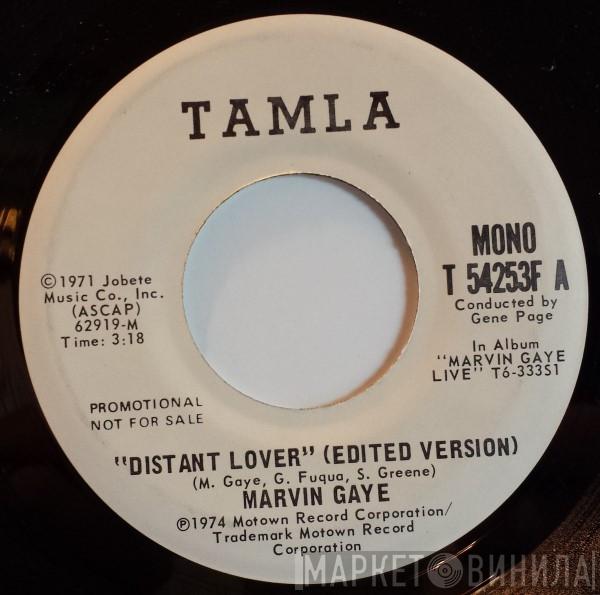 TAMLA
©1971 Jobete
Music Co., Inc.
(ASCAP)
62919-M
Time: 3:18
MONO
T 54253F A
Conducted by
Gene Page
In Album
"MARVIN GAYE
LIVE" T6-333S1
PROMOTIONAL
NOT FOR SALE
"DISTANT LOVER" (EDITED VERSION)
(M. Gaye, G. Fuqua, S. Greene)
MARVIN GAYE
℗1974 Motown Record Corporation/
Trademark Motown Record
Corporation
МАРКЕТ ВИНИЛА